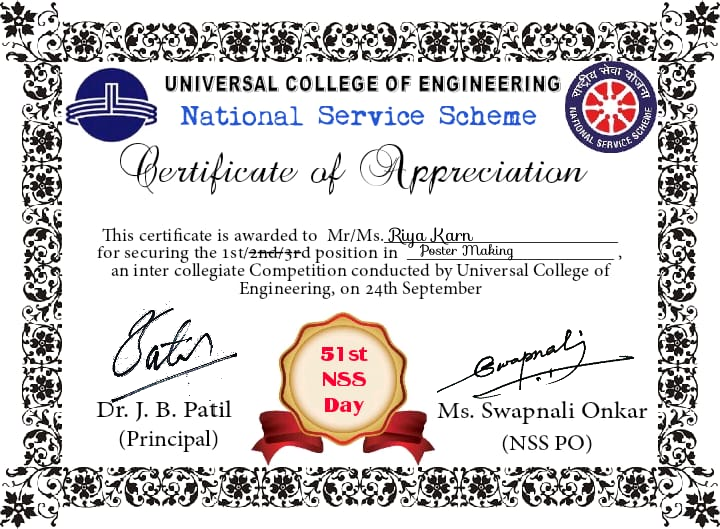 UNIVERSAL COLLEGE OF ENGINEERING
National Service Scheme
राष्ट्रीय सेवा योजना
NATIONAL SERVICE SCHEME
Certificate of Appreciation
This certificate is awarded to Mr/Ms. Riya Karn
for securing the 1st/2nd/3rd position in Poster Making ,
an inter collegiate Competition conducted by Universal College of
Engineering, on 24th September
Patil
Swapnali
51st
NSS
Day
Dr. J. B. Patil
(Principal)
Ms. Swapnali Onkar
(NSS PO)